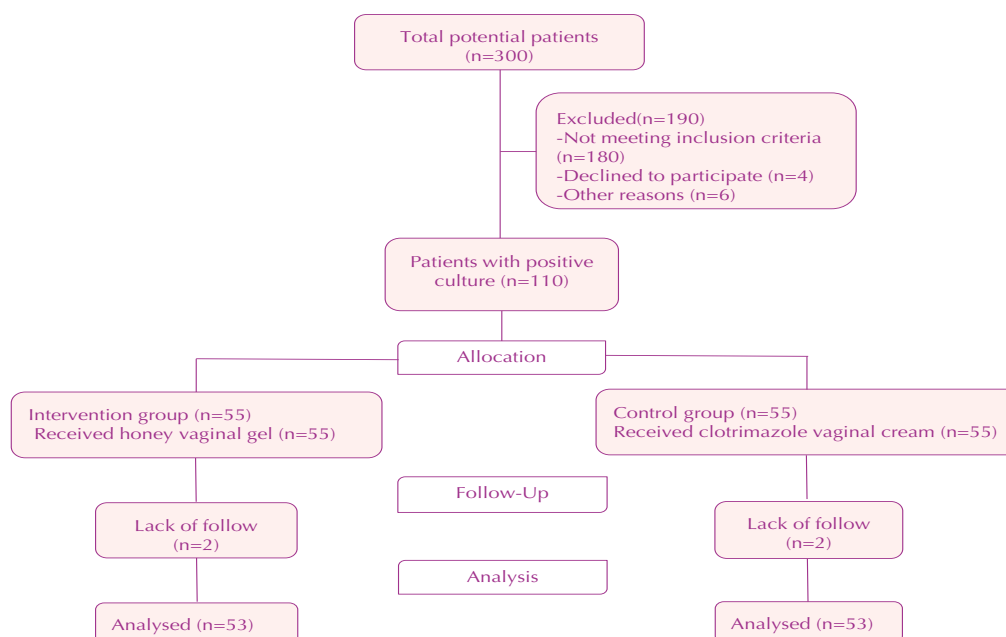 Total potential patients
(n=300)
Excluded(n=190)
-Not meeting inclusion criteria
(n=180)
-Declined to participate (n=4)
-Other reasons (n=6)
Patients with positive
culture (n=110)
Allocation
Intervention group (n=55)
Received honey vaginal gel (n=55)
Control group (n=55)
Received clotrimazole vaginal cream (n=55)
Follow-Up
Lack of follow
(n=2)
Lack of follow
(n=2)
Analysis
Analysed (n=53)
Analysed (n=53)